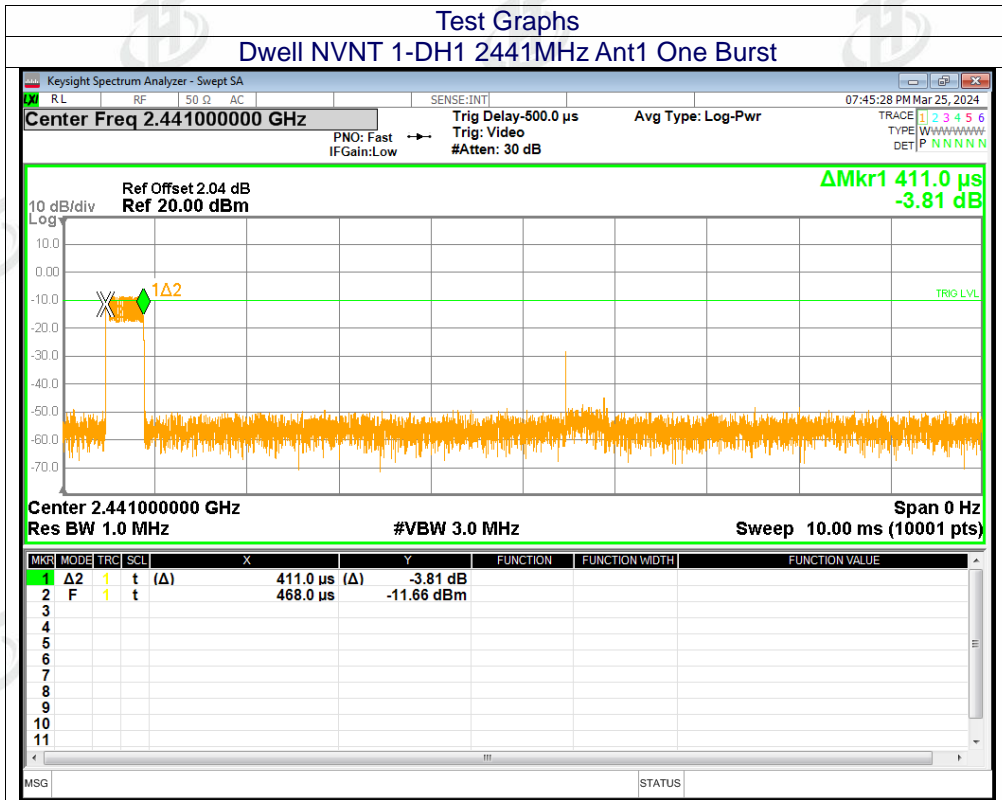 Test Graphs
Dwell NVNT 1-DH1 2441MHz Ant1 One Burst
Keysight Spectrum Analyzer - Swept SA
LXI RL RF 50 Ω AC SENSE:INT 07:45:28 PM Mar 25, 2024
Center Freq 2.441000000 GHz
PNO: Fast
IFGain:Low
Trig Delay-500.0 µs
Trig: Video
#Atten: 30 dB
Avg Type: Log-Pwr
TRACE 1 2 3 4 5 6
TYPE WWWWWWW
DET P N N N N N
ΔMkr1 411.0 µs
-3.81 dB
Ref Offset 2.04 dB
10 dB/div Ref 20.00 dBm
Log
10.0
0.00
1Δ2
-10.0
TRIG LVL
-20.0
-30.0
-40.0
-50.0
-60.0
-70.0
Center 2.441000000 GHz Span 0 Hz
Res BW 1.0 MHz #VBW 3.0 MHz Sweep 10.00 ms (10001 pts)
MKR MODE TRC SCL X Y FUNCTION FUNCTION WIDTH FUNCTION VALUE
1 Δ2 1 t (Δ) 411.0 µs (Δ) -3.81 dB
2 F 1 t 468.0 µs -11.66 dBm
3
4
5
6
7
8
9
10
11
MSG STATUS